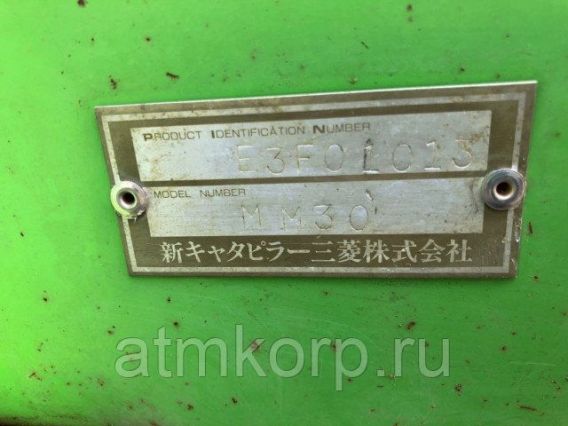 PRODUCT IDENTIFICATION NUMBER
E3F01013
MODEL NUMBER
MM30
新キャタピラー三菱株式会社
atmkorp.ru